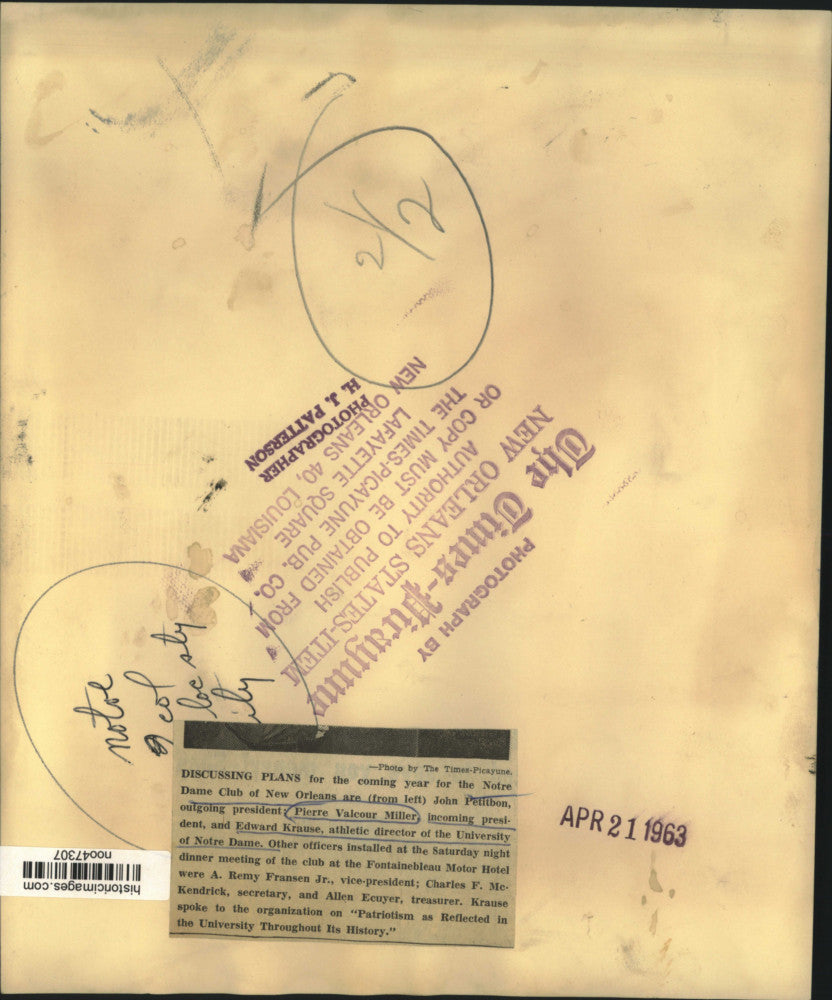 2/2
PHOTOGRAPH BY
The Times-Picayune
NEW ORLEANS STATES-ITEM
AUTHORITY TO PUBLISH
OR COPY MUST BE OBTAINED FROM
THE TIMES-PICAYUNE PUB. CO.
LAFAYETTE SQUARE
NEW ORLEANS 40, LOUISIANA
PHOTOGRAPHER
H. J. PATTERSON
notre
2 col
loc sty
—Photo by The Times-Picayune.
DISCUSSING PLANS for the coming year for the Notre
Dame Club of New Orleans are (from left) John Petitbon,
outgoing president; Pierre Valcour Miller, incoming presi-
dent, and Edward Krause, athletic director of the University
of Notre Dame. Other officers installed at the Saturday night
dinner meeting of the club at the Fontainebleau Motor Hotel
were A. Remy Fransen Jr., vice-president; Charles F. Mc-
Kendrick, secretary, and Allen Ecuyer, treasurer. Krause
spoke to the organization on "Patriotism as Reflected in
the University Throughout Its History."
APR 21 1963
historicimages.com
noo47307